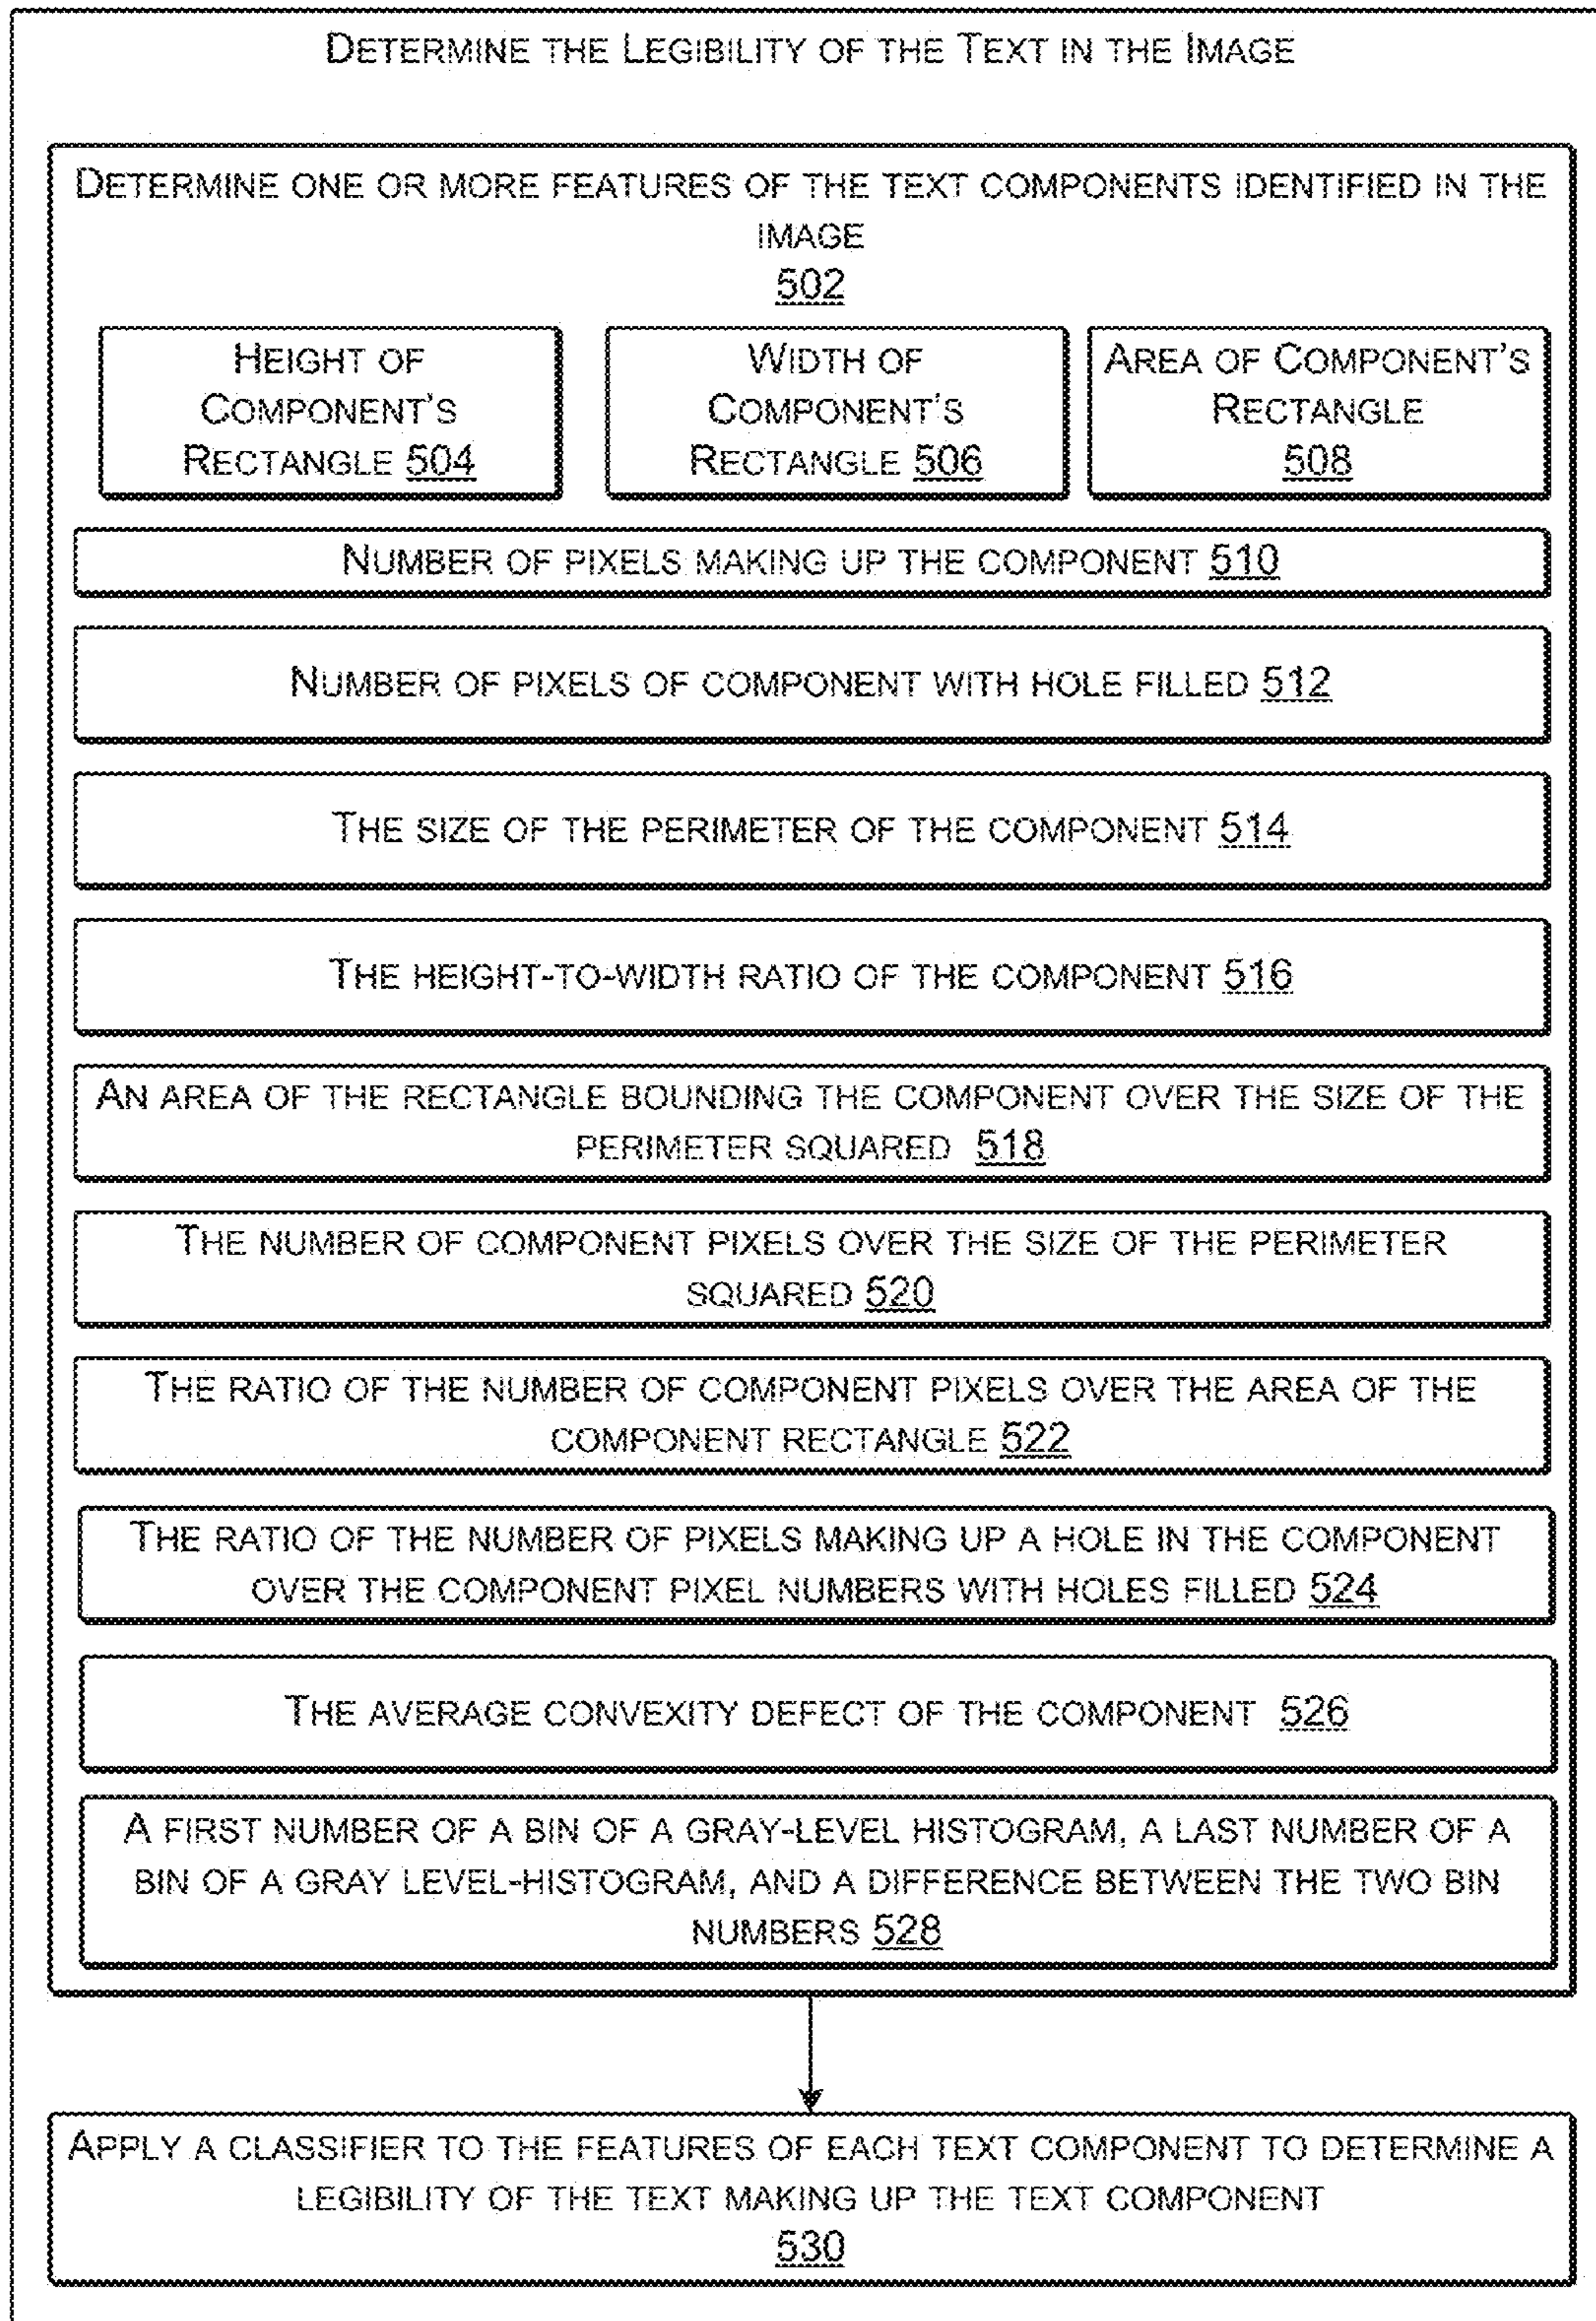 DETERMINE THE LEGIBILITY OF THE TEXT IN THE IMAGE
DETERMINE ONE OR MORE FEATURES OF THE TEXT COMPONENTS IDENTIFIED IN THE
IMAGE
502
HEIGHT OF
COMPONENT'S
RECTANGLE 504
WIDTH OF
COMPONENT'S
RECTANGLE 506
AREA OF COMPONENT'S
RECTANGLE
508
NUMBER OF PIXELS MAKING UP THE COMPONENT 510
NUMBER OF PIXELS OF COMPONENT WITH HOLE FILLED 512
THE SIZE OF THE PERIMETER OF THE COMPONENT 514
THE HEIGHT-TO-WIDTH RATIO OF THE COMPONENT 516
AN AREA OF THE RECTANGLE BOUNDING THE COMPONENT OVER THE SIZE OF THE
PERIMETER SQUARED 518
THE NUMBER OF COMPONENT PIXELS OVER THE SIZE OF THE PERIMETER
SQUARED 520
THE RATIO OF THE NUMBER OF COMPONENT PIXELS OVER THE AREA OF THE
COMPONENT RECTANGLE 522
THE RATIO OF THE NUMBER OF PIXELS MAKING UP A HOLE IN THE COMPONENT
OVER THE COMPONENT PIXEL NUMBERS WITH HOLES FILLED 524
THE AVERAGE CONVEXITY DEFECT OF THE COMPONENT 526
A FIRST NUMBER OF A BIN OF A GRAY-LEVEL HISTOGRAM, A LAST NUMBER OF A
BIN OF A GRAY LEVEL-HISTOGRAM, AND A DIFFERENCE BETWEEN THE TWO BIN
NUMBERS 528
APPLY A CLASSIFIER TO THE FEATURES OF EACH TEXT COMPONENT TO DETERMINE A
LEGIBILITY OF THE TEXT MAKING UP THE TEXT COMPONENT
530